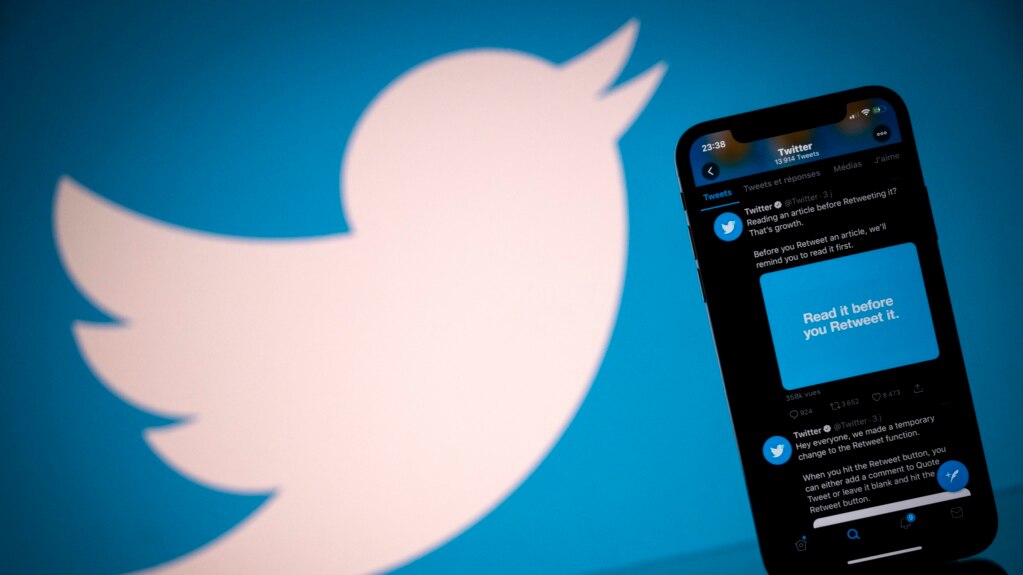 23:38
Twitter
13 914 Tweets
Tweets Tweets et réponses Médias J'aime
Twitter @Twitter · 3 j
Reading an article before Retweeting it?
That's growth.
Before you Retweet an article, we'll
remind you to read it first.
Read it before
you Retweet it.
358k vues
924 3 652 8 473
Twitter @Twitter · 3 j
Hey everyone, we made a temporary
change to the Retweet function.
When you hit the Retweet button, you
can either add a comment to Quote
Tweet or leave it blank and hit the
Retweet button.